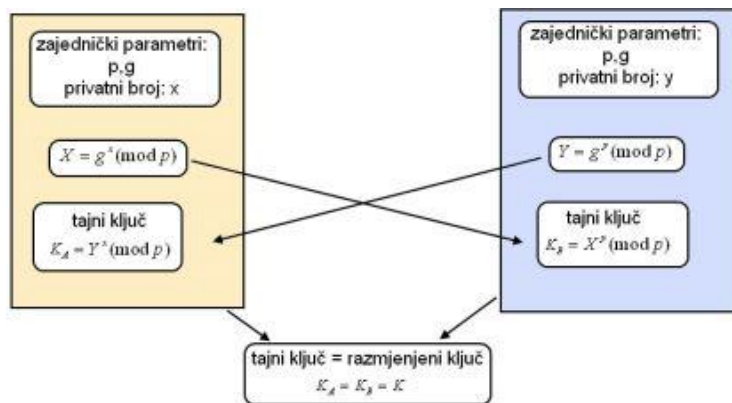 zajednički parametri:
p,g
privatni broj: x
X = g^x (mod p)
tajni ključ
K_A = Y^x (mod p)
zajednički parametri:
p,g
privatni broj: y
Y = g^y (mod p)
tajni ključ
K_B = X^y (mod p)
tajni ključ = razmjenjeni ključ
K_A = K_B = K